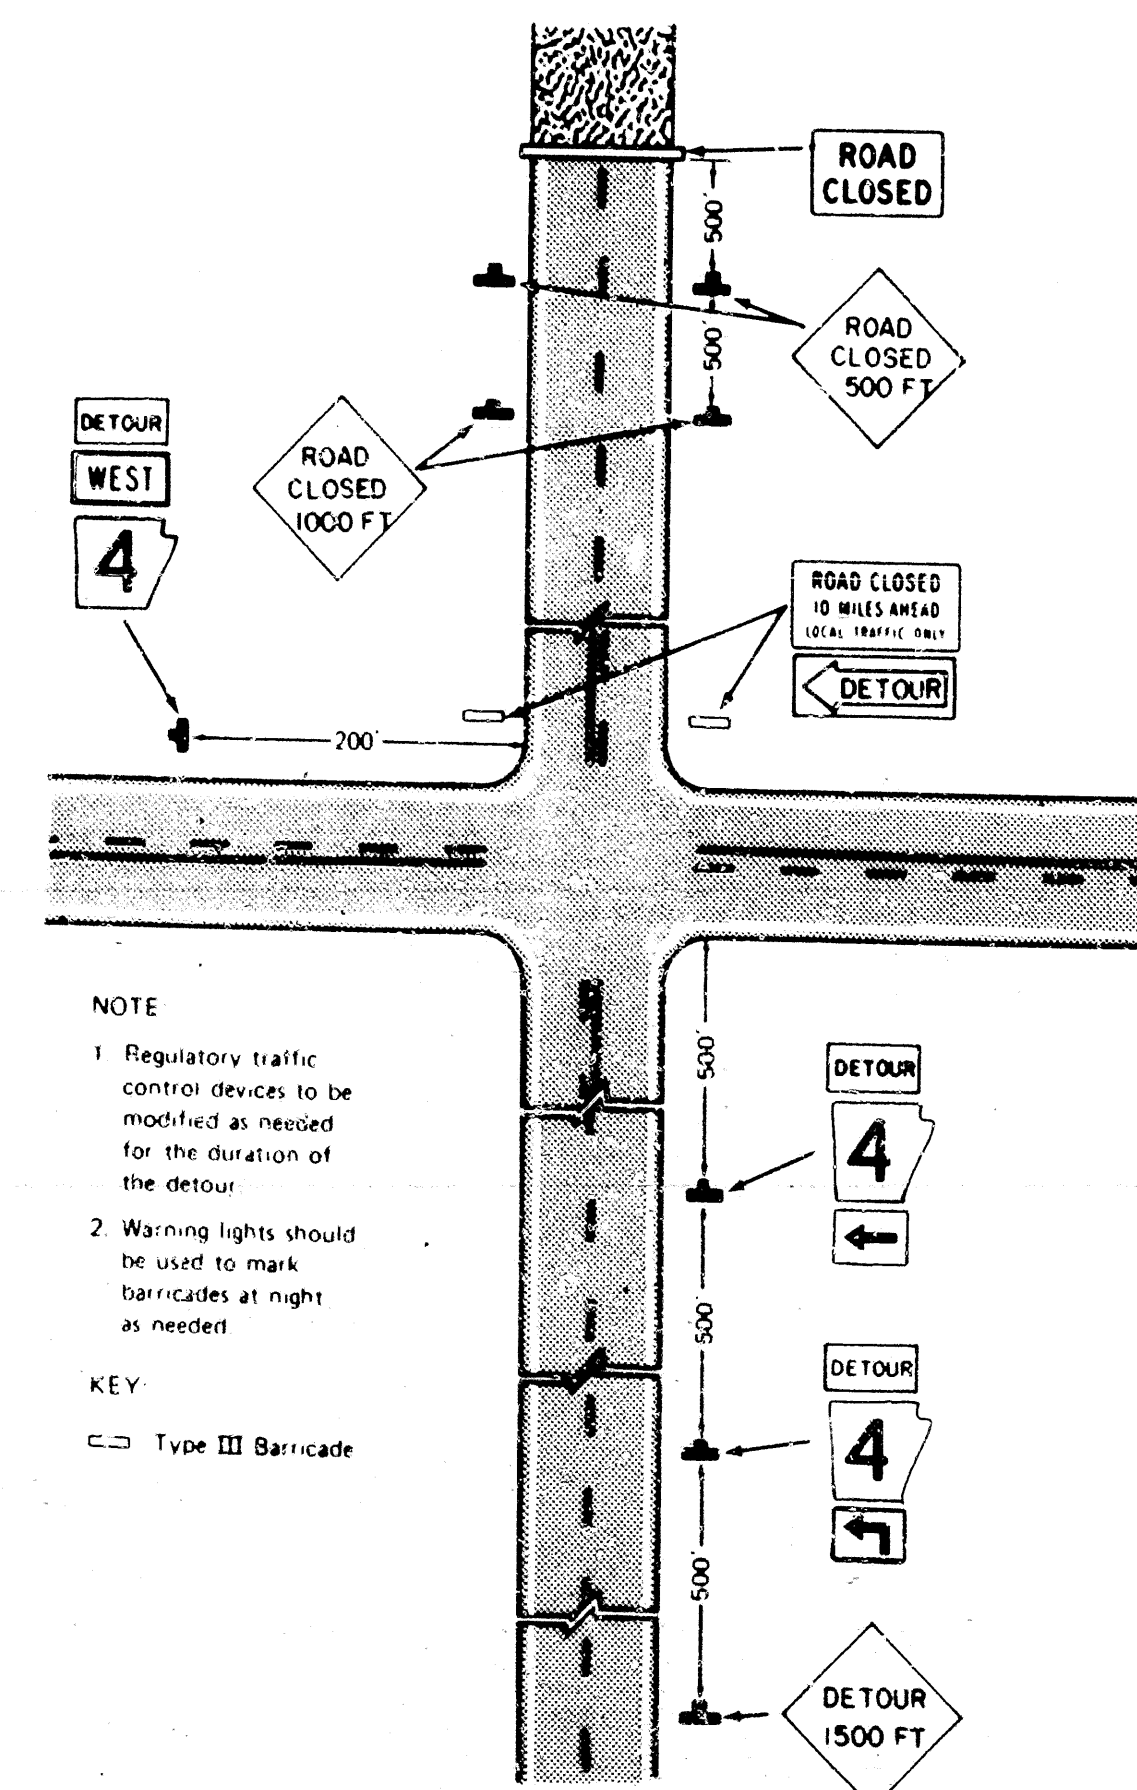 ROAD
CLOSED
500'
500'
ROAD
CLOSED
500 FT
DETOUR
WEST
4
ROAD
CLOSED
1000 FT
ROAD CLOSED
10 MILES AHEAD
LOCAL TRAFFIC ONLY
DETOUR
200'
NOTE
1. Regulatory traffic
control devices to be
modified as needed
for the duration of
the detour
2. Warning lights should
be used to mark
barricades at night
as needed
KEY
Type III Barricade
500'
DETOUR
4
500'
DETOUR
4
500'
DETOUR
1500 FT